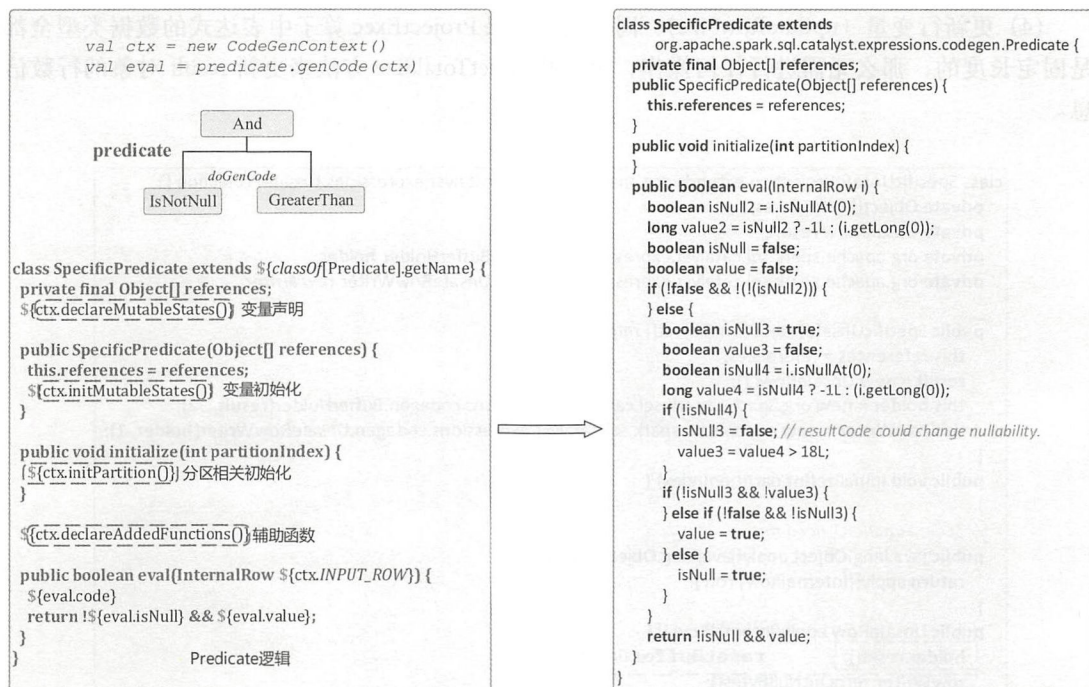 val ctx = new CodeGenContext()
val eval = predicate.genCode(ctx)
And
predicate
doGenCode
IsNotNull
GreaterThan
class SpecificPredicate extends ${classOf[Predicate].getName} {
private final Object[] references;
${ctx.declareMutableStates()} 变量声明
public SpecificPredicate(Object[] references) {
this.references = references;
${ctx.initMutableStates()} 变量初始化
}
public void initialize(int partitionIndex) {
${ctx.initPartition()} 分区相关初始化
}
${ctx.declareAddedFunctions()} 辅助函数
public boolean eval(InternalRow ${ctx.INPUT_ROW}) {
${eval.code}
return !${eval.isNull} && ${eval.value};
}
}
Predicate逻辑
class SpecificPredicate extends
org.apache.spark.sql.catalyst.expressions.codegen.Predicate {
private final Object[] references;
public SpecificPredicate(Object[] references) {
this.references = references;
}
public void initialize(int partitionIndex) {
}
public boolean eval(InternalRow i) {
boolean isNull2 = i.isNullAt(0);
long value2 = isNull2 ? -1L : (i.getLong(0));
boolean isNull = false;
boolean value = false;
if (!false && !(!(isNull2))) {
} else {
boolean isNull3 = true;
boolean value3 = false;
boolean isNull4 = i.isNullAt(0);
long value4 = isNull4 ? -1L : (i.getLong(0));
if (!isNull4) {
isNull3 = false; // resultCode could change nullability.
value3 = value4 > 18L;
}
if (!isNull3 && !value3) {
} else if (!false && !isNull3) {
value = true;
} else {
isNull = true;
}
}
return !isNull && value;
}
}